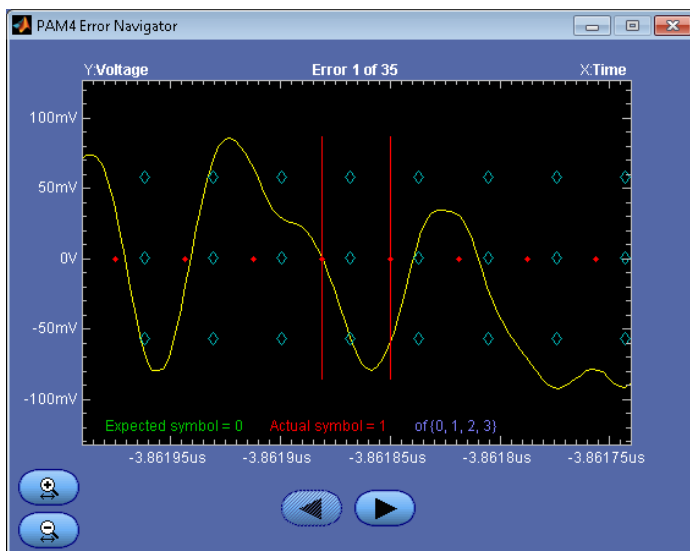 PAM4 Error Navigator
Y:Voltage Error 1 of 35 X:Time
100mV
50mV
0V
-50mV
-100mV
Expected symbol = 0 Actual symbol = 1 of {0, 1, 2, 3}
-3.86195us -3.8619us -3.86185us -3.8618us -3.86175us